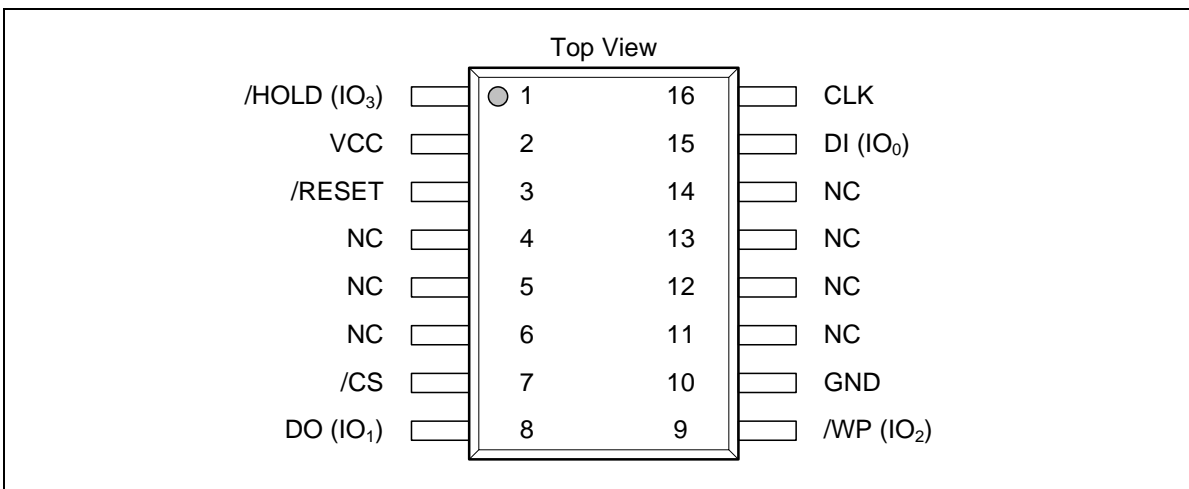 Top View
/HOLD (IO₃) 1 16 CLK
VCC 2 15 DI (IO₀)
/RESET 3 14 NC
NC 4 13 NC
NC 5 12 NC
NC 6 11 NC
/CS 7 10 GND
DO (IO₁) 8 9 /WP (IO₂)